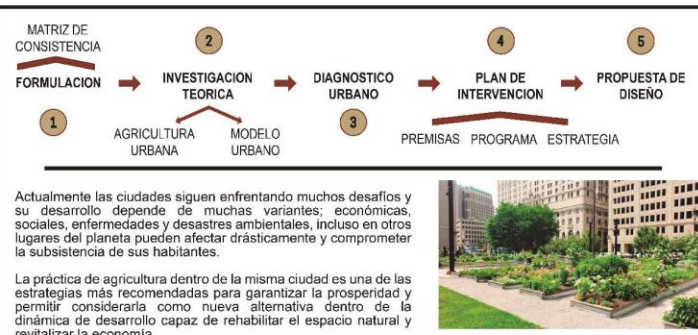 MATRIZ DE
CONSISTENCIA
FORMULACION
1
2
INVESTIGACION
TEORICA
AGRICULTURA
URBANA
MODELO
URBANO
DIAGNOSTICO
URBANO
3
4
PLAN DE
INTERVENCION
PREMISAS PROGRAMA ESTRATEGIA
5
PROPUESTA DE
DISEÑO
Actualmente las ciudades siguen enfrentando muchos desafíos y
su desarrollo depende de muchas variantes; económicas,
sociales, enfermedades y desastres ambientales, incluso en otros
lugares del planeta pueden afectar drásticamente y comprometer
la subsistencia de sus habitantes.
La práctica de agricultura dentro de la misma ciudad es una de las
estrategias más recomendadas para garantizar la prosperidad y
permitir considerarla como nueva alternativa dentro de la
dinámica de desarrollo capaz de rehabilitar el espacio natural y
revitalizar la economía